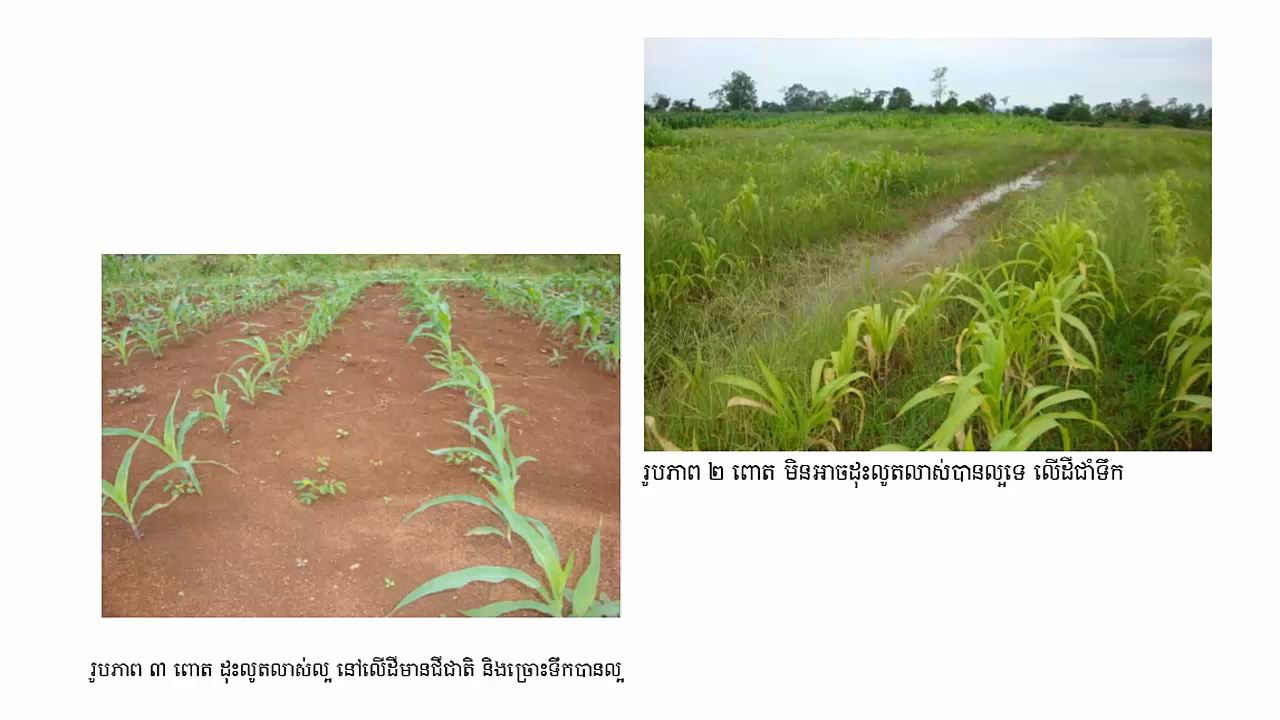 រូបភាព ២ ពោត មិនអាចដុះលូតលាស់បានល្អទេ លើដីជាំទឹក
រូបភាព ៣ ពោត ដុះលូតលាស់ល្អ នៅលើដីមានជីជាតិ និងច្រោះទឹកបានល្អ